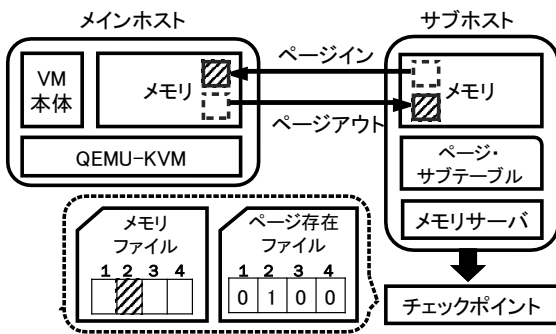 メインホスト
サブホスト
VM
本体
メモリ
QEMU-KVM
ページイン
ページアウト
メモリ
ページ・
サブテーブル
メモリサーバ
メモリ
ファイル
1 2 3 4
ページ存在
ファイル
1 2 3 4
0 1 0 0
チェックポイント